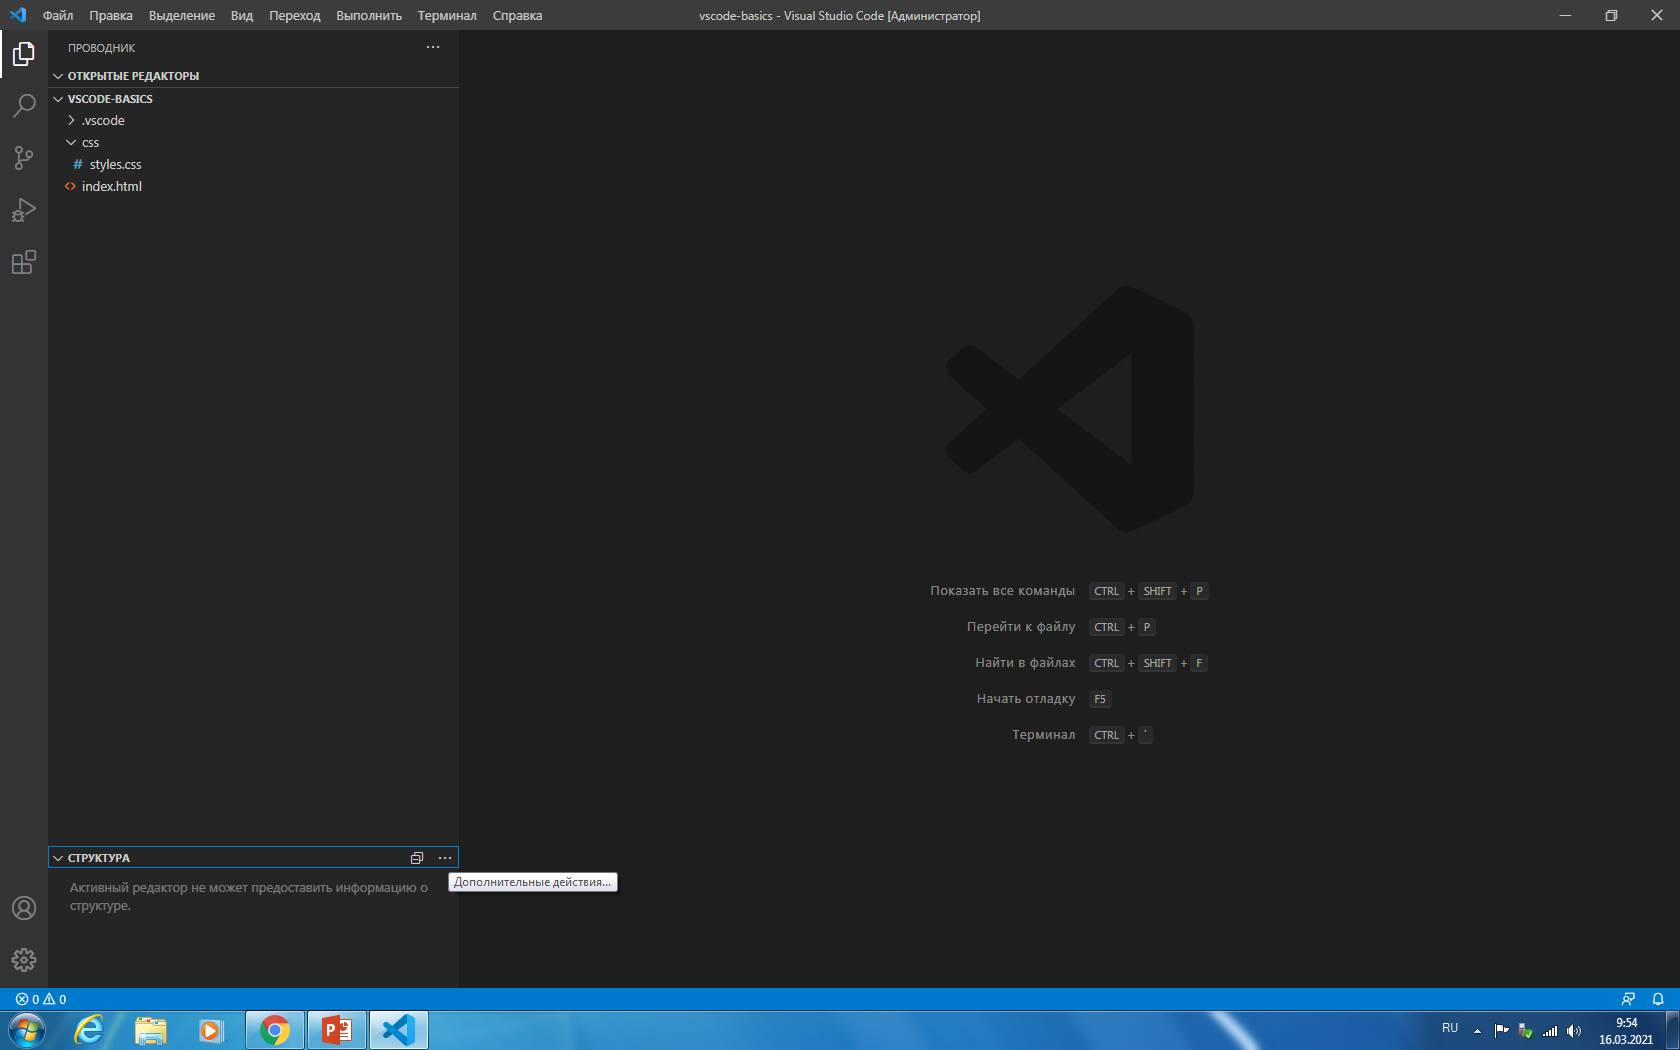 Файл Правка Выделение Вид Переход Выполнить Терминал Справка
vscode-basics - Visual Studio Code [Администратор]
ПРОВОДНИК
ОТКРЫТЫЕ РЕДАКТОРЫ
VSCODE-BASICS
.vscode
css
# styles.css
<> index.html
Показать все команды CTRL + SHIFT + P
Перейти к файлу CTRL + P
Найти в файлах CTRL + SHIFT + F
Начать отладку F5
Терминал CTRL + `
СТРУКТУРА
Дополнительные действия...
Активный редактор не может предоставить информацию о
структуре.
0 0
RU
9:54
16.03.2021